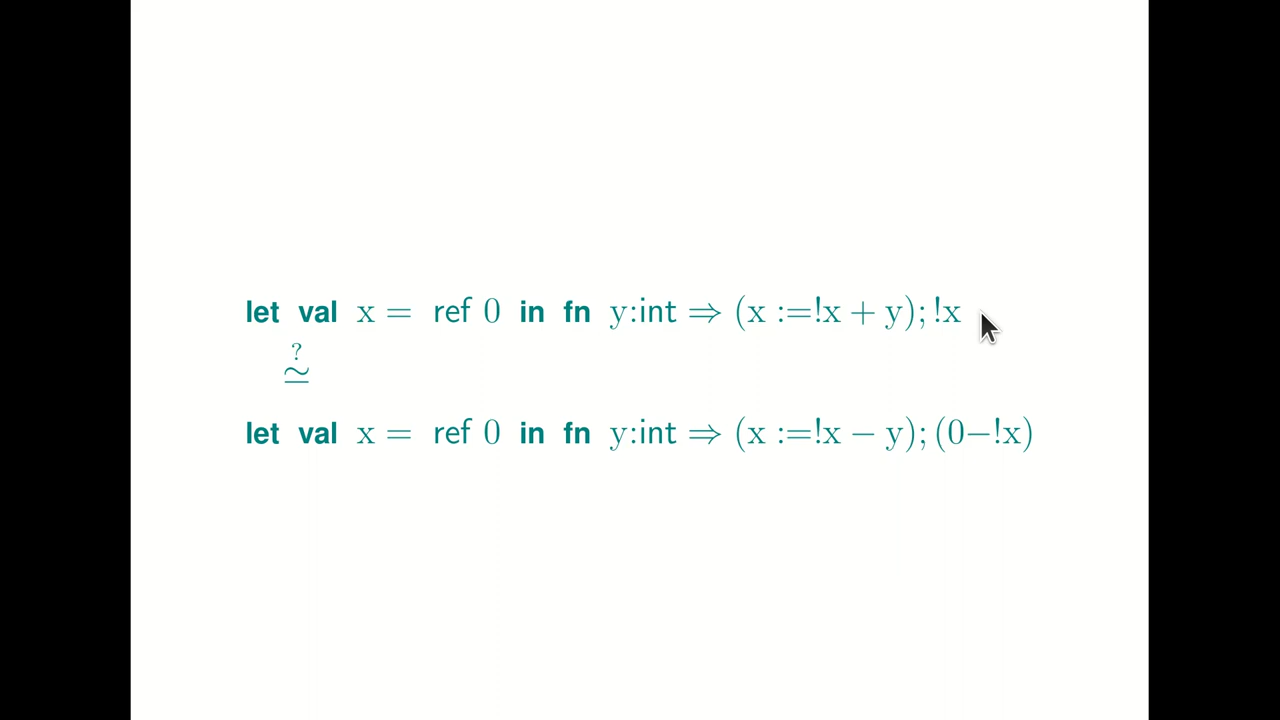 let val x = ref 0 in fn y:int ⇒ (x :=!x + y); !x
?
≃
let val x = ref 0 in fn y:int ⇒ (x :=!x − y); (0−!x)